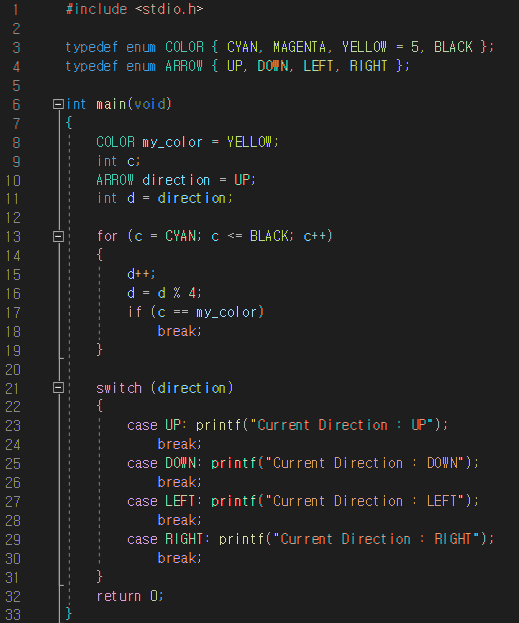 1 #include <stdio.h>
2
3 typedef enum COLOR { CYAN, MAGENTA, YELLOW = 5, BLACK };
4 typedef enum ARROW { UP, DOWN, LEFT, RIGHT };
5
6 int main(void)
7 {
8 COLOR my_color = YELLOW;
9 int c;
10 ARROW direction = UP;
11 int d = direction;
12
13 for (c = CYAN; c <= BLACK; c++)
14 {
15 d++;
16 d = d % 4;
17 if (c == my_color)
18 break;
19 }
20
21 switch (direction)
22 {
23 case UP: printf("Current Direction : UP");
24 break;
25 case DOWN: printf("Current Direction : DOWN");
26 break;
27 case LEFT: printf("Current Direction : LEFT");
28 break;
29 case RIGHT: printf("Current Direction : RIGHT");
30 break;
31 }
32 return 0;
33 }